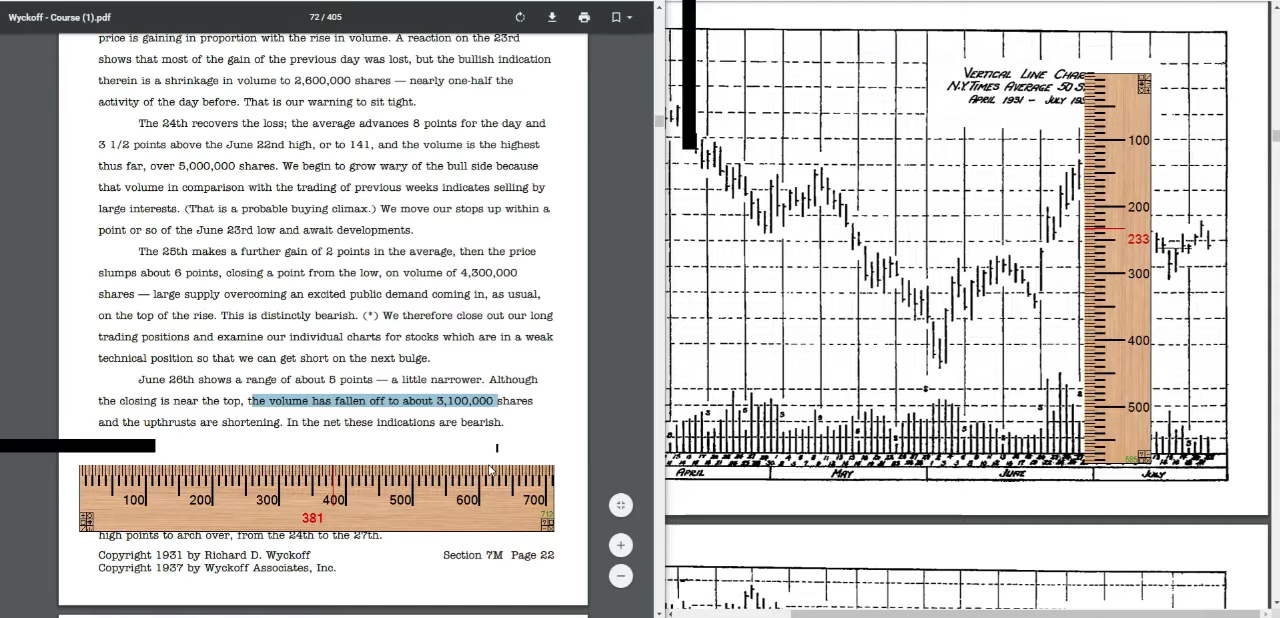 Wyckoff - Course (1).pdf
72 / 405
price is gaining in proportion with the rise in volume. A reaction on the 23rd
shows that most of the gain of the previous day was lost, but the bullish indication
therein is a shrinkage in volume to 2,600,000 shares — nearly one-half the
activity of the day before. That is our warning to sit tight.
The 24th recovers the loss; the average advances 8 points for the day and
3 1/2 points above the June 22nd high, or to 141, and the volume is the highest
thus far, over 5,000,000 shares. We begin to grow wary of the bull side because
that volume in comparison with the trading of previous weeks indicates selling by
large interests. (That is a probable buying climax.) We move our stops up within a
point or so of the June 23rd low and await developments.
The 25th makes a further gain of 2 points in the average, then the price
slumps about 6 points, closing a point from the low, on volume of 4,300,000
shares — large supply overcoming an excited public demand coming in, as usual,
on the top of the rise. This is distinctly bearish. (*) We therefore close out our long
trading positions and examine our individual charts for stocks which are in a weak
technical position so that we can get short on the next bulge.
June 26th shows a range of about 5 points — a little narrower. Although
the closing is near the top, the volume has fallen off to about 3,100,000 shares
and the upthrusts are shortening. In the net these indications are bearish.
100 200 300 400 500 600 700
381
712
high points to arch over, from the 24th to the 27th.
Copyright 1931 by Richard D. Wyckoff Section 7M Page 22
Copyright 1937 by Wyckoff Associates, Inc.
VERTICAL LINE CHAR
N.Y. TIMES AVERAGE 50 S
APRIL 1931 – JULY 19
100
200
233
300
400
500
585
APRIL MAY JUNE JULY